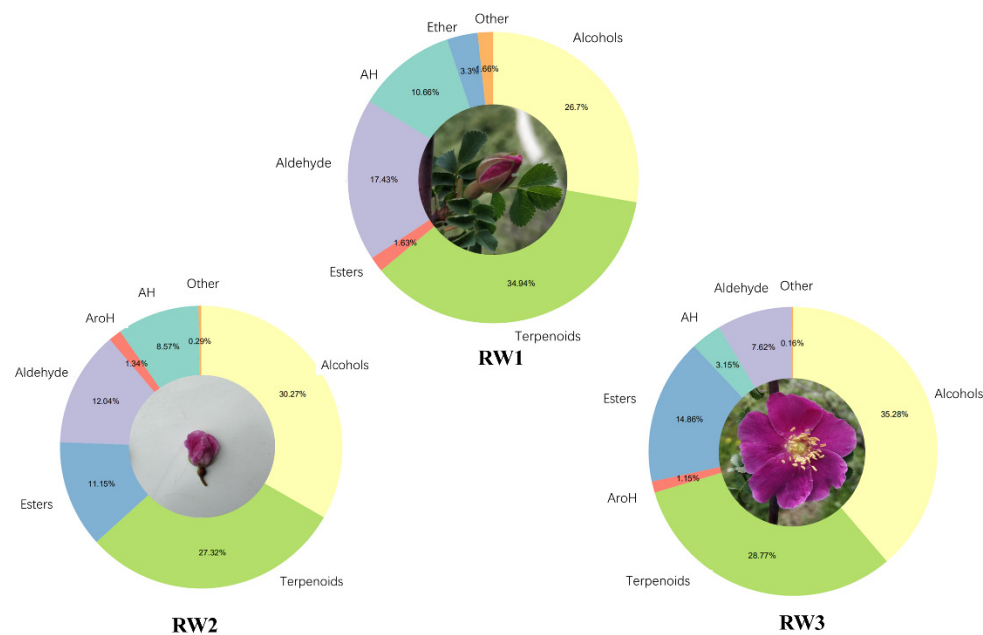 Other
Ether
Alcohols
AH
3.3%
.66%
10.66%
26.7%
Aldehyde
17.43%
1.63%
Esters
34.94%
Terpenoids
RW1
Other
AH
AroH
8.57%
0.29%
1.34%
Alcohols
Aldehyde
30.27%
12.04%
11.15%
Esters
27.32%
Terpenoids
RW2
Other
Aldehyde
AH
7.62%
0.16%
3.15%
Esters
Alcohols
14.86%
35.28%
1.15%
AroH
28.77%
Terpenoids
RW3